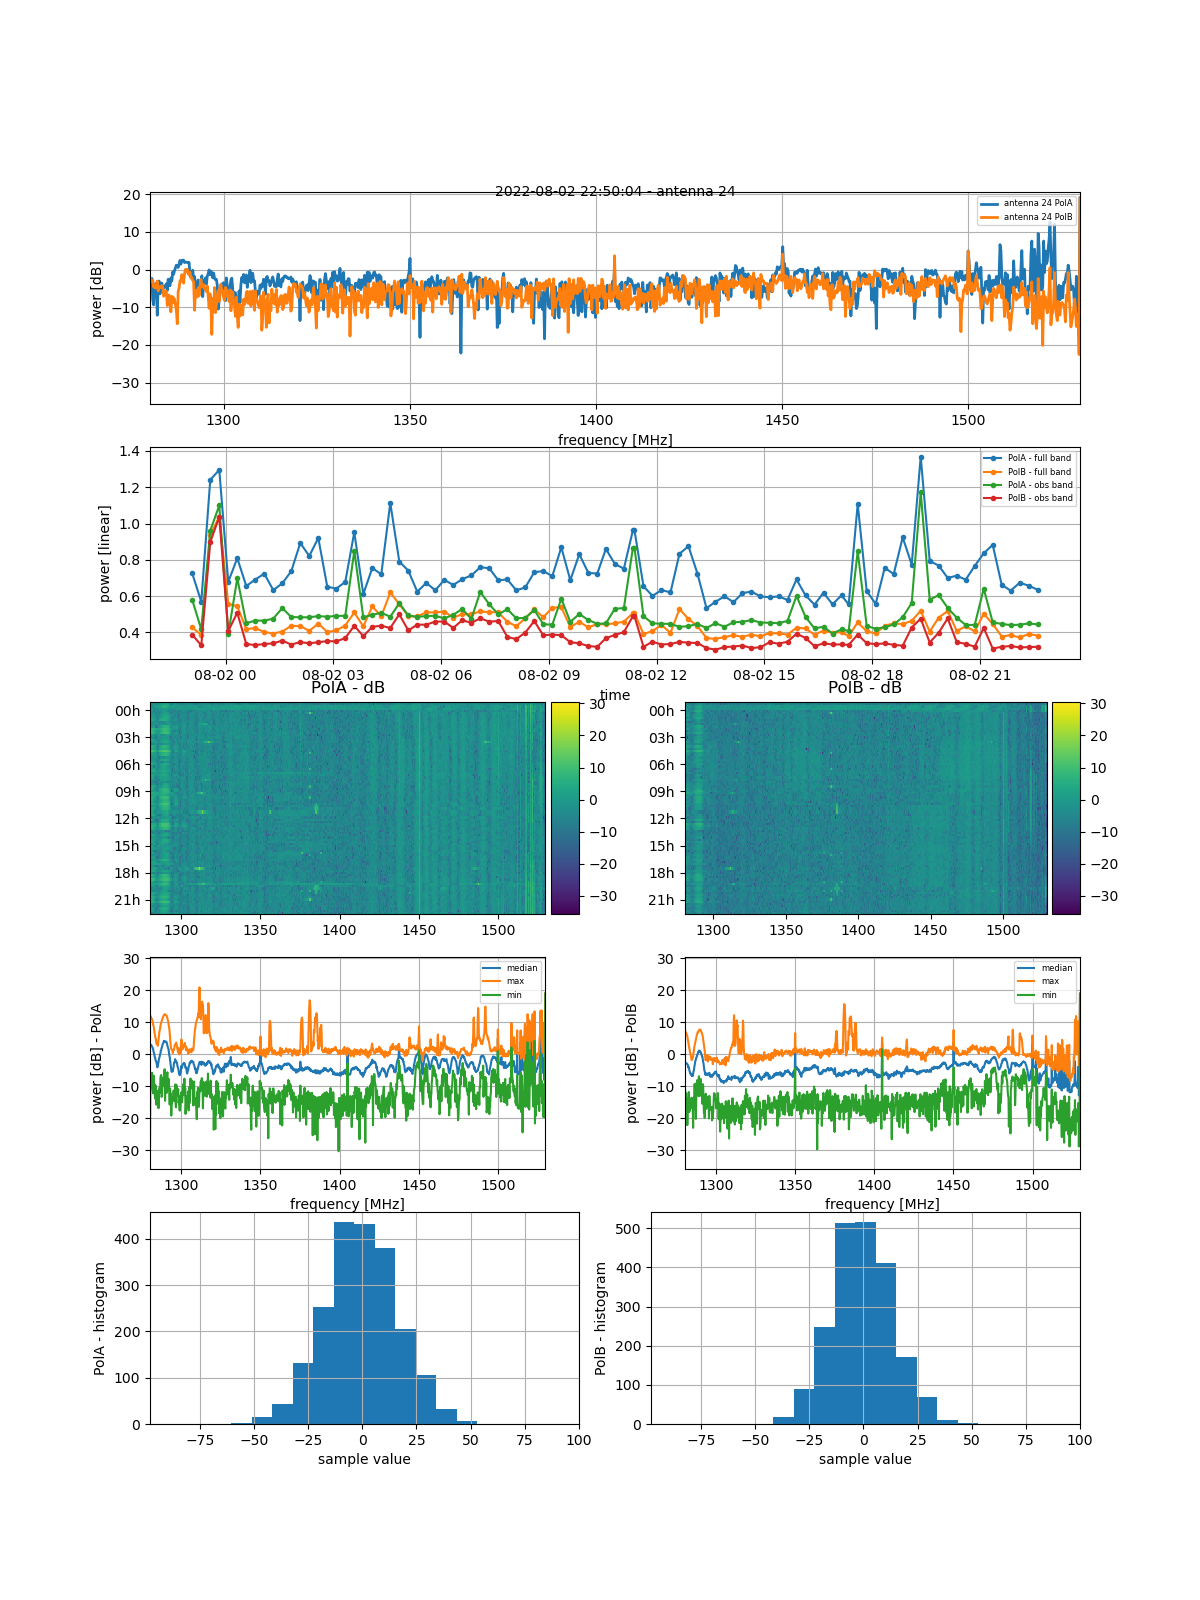 2022-08-02 22:50:04 - antenna 24
20
10
0
−10
−20
−30
power [dB]
antenna 24 PolA
antenna 24 PolB
1300 1350 1400 1450 1500
frequency [MHz]
1.4
1.2
1.0
0.8
0.6
0.4
power [linear]
PolA - full band
PolB - full band
PolA - obs band
PolB - obs band
08-02 00 08-02 03 08-02 06 08-02 09 08-02 12 08-02 15 08-02 18 08-02 21
time
PolA - dB
00h
03h
06h
09h
12h
15h
18h
21h
1300 1350 1400 1450 1500
30
20
10
0
−10
−20
−30
PolB - dB
00h
03h
06h
09h
12h
15h
18h
21h
1300 1350 1400 1450 1500
30
20
10
0
−10
−20
−30
30
20
10
0
−10
−20
−30
power [dB] - PolA
median
max
min
1300 1350 1400 1450 1500
frequency [MHz]
30
20
10
0
−10
−20
−30
power [dB] - PolB
median
max
min
1300 1350 1400 1450 1500
frequency [MHz]
400
300
200
100
0
PolA - histogram
−75 −50 −25 0 25 50 75 100
sample value
500
400
300
200
100
0
PolB - histogram
−75 −50 −25 0 25 50 75 100
sample value